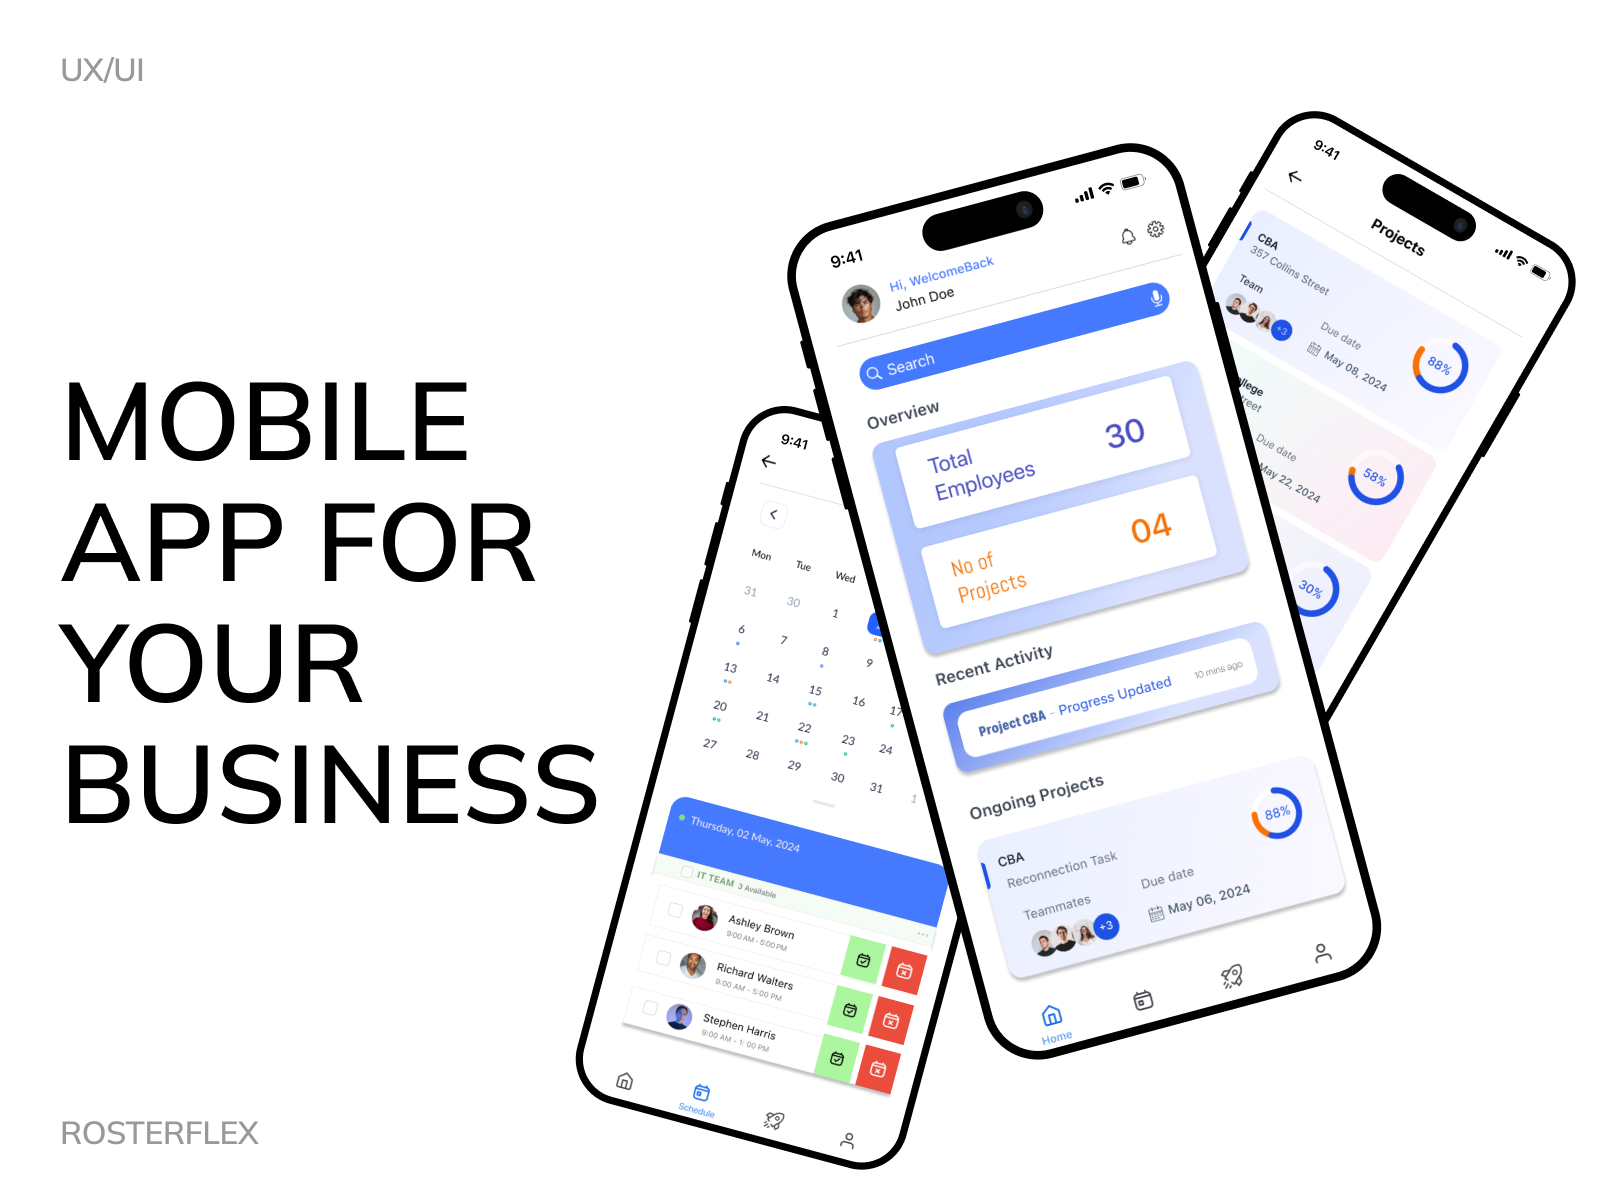 UX/UI
MOBILE
APP FOR
YOUR
BUSINESS
ROSTERFLEX
9:41
Mon Tue Wed
31 30 1
6 7 8 9
13 14 15 16 17
20 21 22 23 24
27 28 29 30 31 1
Thursday, 02 May, 2024
IT TEAM 3 Available
Ashley Brown
9:00 AM - 5:00 PM
Richard Walters
9:00 AM - 5:00 PM
Stephen Harris
9:00 AM - 1: 00 PM
Schedule
9:41
Hi, WelcomeBack
John Doe
Search
Overview
Total
Employees
30
No of
Projects
04
Recent Activity
Project CBA - Progress Updated
10 mins ago
Ongoing Projects
CBA
Reconnection Task
88%
Teammates
+3
Due date
May 06, 2024
Home
9:41
Projects
CBA
357 Collins Street
Team
+3
Due date
May 08, 2024
88%
Due date
May 22, 2024
58%
30%